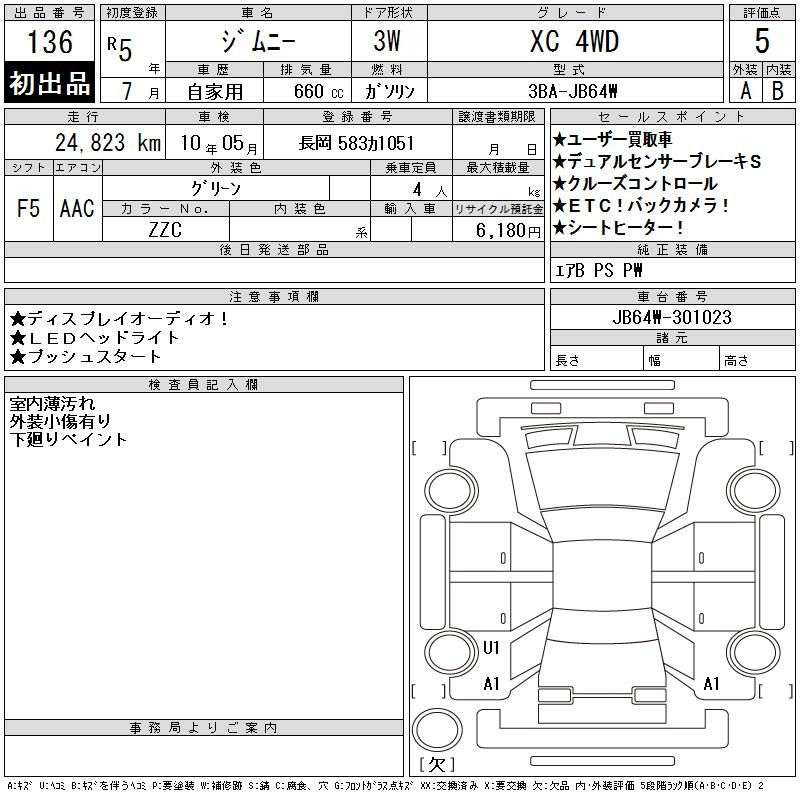 出品番号 初度登録 車名 ドア形状 グレード 評価点
136 R5年 ジムニー 3W XC 4WD 5
初出品 車歴 排気量 燃料 型式 外装 内装
7月 自家用 660 cc ガソリン 3BA-JB64W A B
走行 車検 登録番号 譲渡書類期限 セールスポイント
24,823 km 10年05月 長岡 583カ1051 月 日
★ユーザー買取車
★デュアルセンサーブレーキS
★クルーズコントロール
★ETC!バックカメラ!
★シートヒーター!
シフト エアコン 外装色 乗車定員 最大積載量
F5 AAC グリーン 4 人 kg
カラーNo. 内装色 輸入車 リサイクル預託金
ZZC 系 6,180円
後日発送部品 純正装備
エアB PS PW
注意事項欄 車台番号
★ディスプレイオーディオ! JB64W-301023
★LEDヘッドライト 諸元
★プッシュスタート 長さ 幅 高さ
検査員記入欄
室内薄汚れ
外装小傷有り
下廻りペイント
[ ] [ ]
U1
A1 A1
[ ] [ ]
[欠]
事務局よりご案内
A:キズ U:ヘコミ B:キズを伴うヘコミ P:要塗装 W:補修跡 S:錆 C:腐食、穴 G:フロントガラス点キズ XX:交換済み X:要交換 欠:欠品 内・外装評価 5段階ランク順(A・B・C・D・E) 2